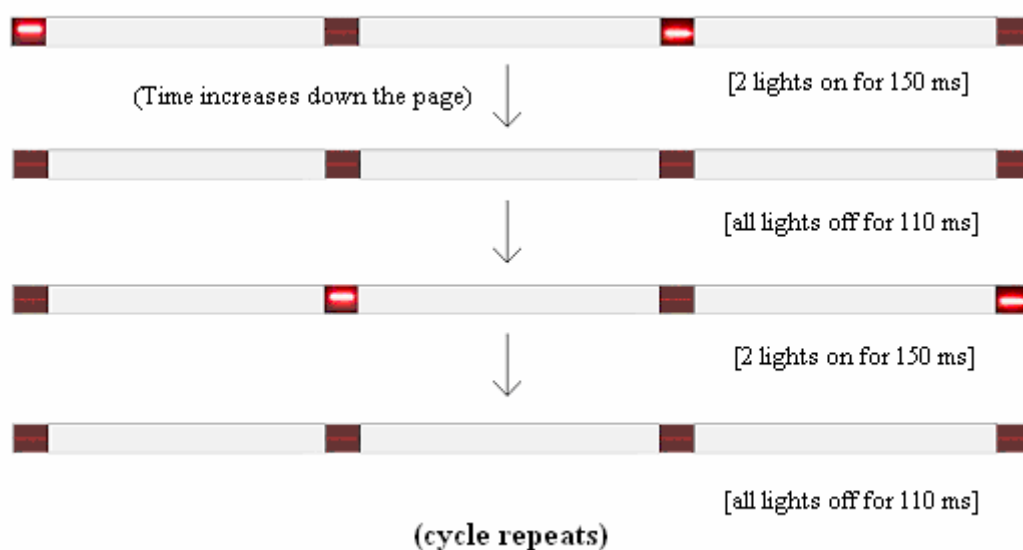 [2 lights on for 150 ms]
(Time increases down the page)
[all lights off for 110 ms]
[2 lights on for 150 ms]
[all lights off for 110 ms]
(cycle repeats)